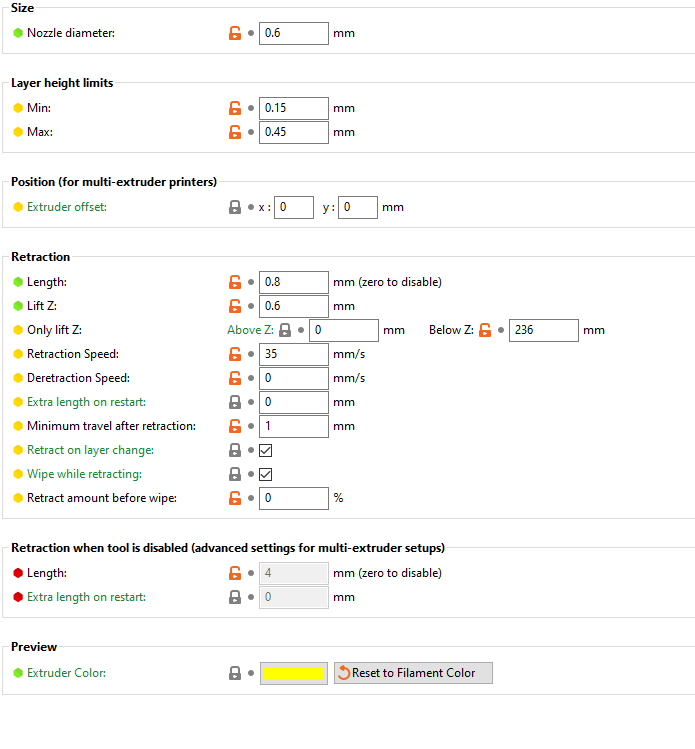 Size
Nozzle diameter: 0.6 mm
Layer height limits
Min: 0.15 mm
Max: 0.45 mm
Position (for multi-extruder printers)
Extruder offset: x : 0 y : 0 mm
Retraction
Length: 0.8 mm (zero to disable)
Lift Z: 0.6 mm
Only lift Z: Above Z: 0 mm Below Z: 236 mm
Retraction Speed: 35 mm/s
Deretraction Speed: 0 mm/s
Extra length on restart: 0 mm
Minimum travel after retraction: 1 mm
Retract on layer change:
Wipe while retracting:
Retract amount before wipe: 0 %
Retraction when tool is disabled (advanced settings for multi-extruder setups)
Length: 4 mm (zero to disable)
Extra length on restart: 0 mm
Preview
Extruder Color: Reset to Filament Color